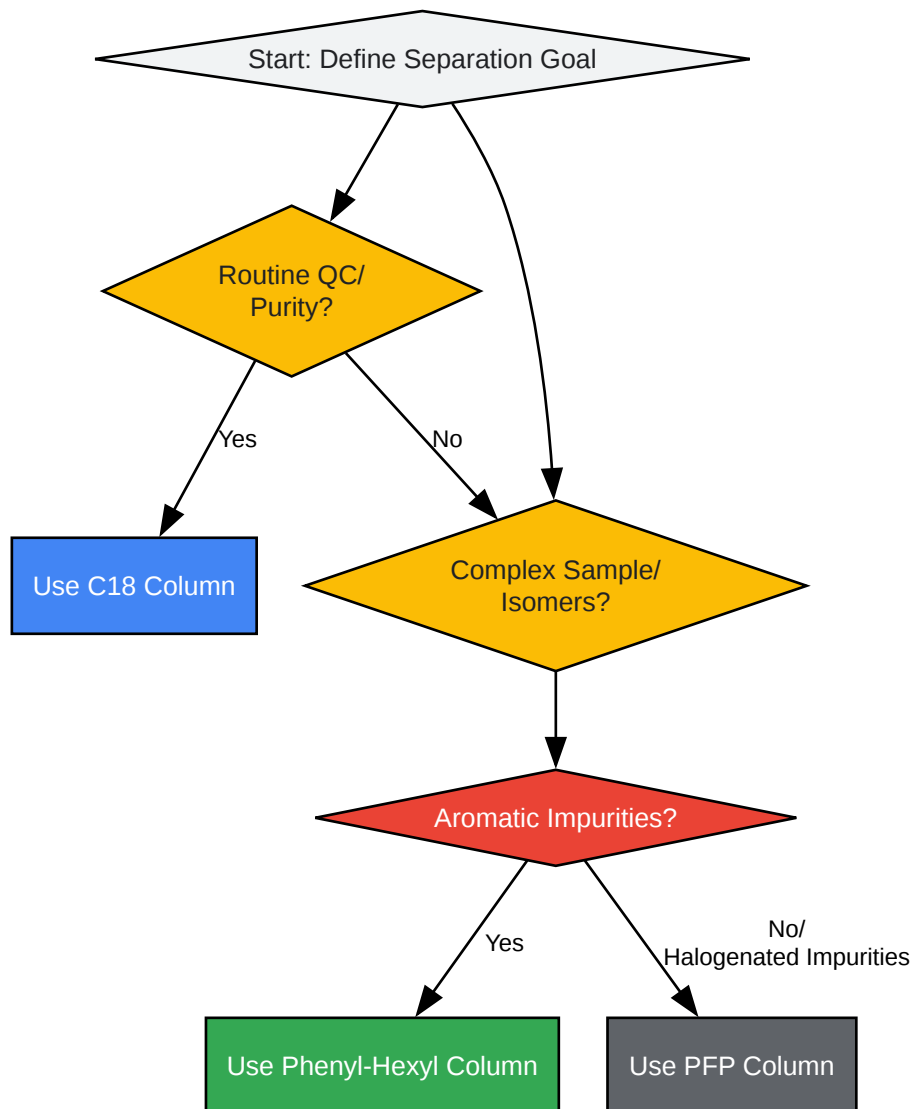 Start: Define Separation Goal
Routine QC/
Purity?
Yes
No
Use C18 Column
Complex Sample/
Isomers?
Aromatic Impurities?
Yes
No/
Halogenated Impurities
Use Phenyl-Hexyl Column
Use PFP Column